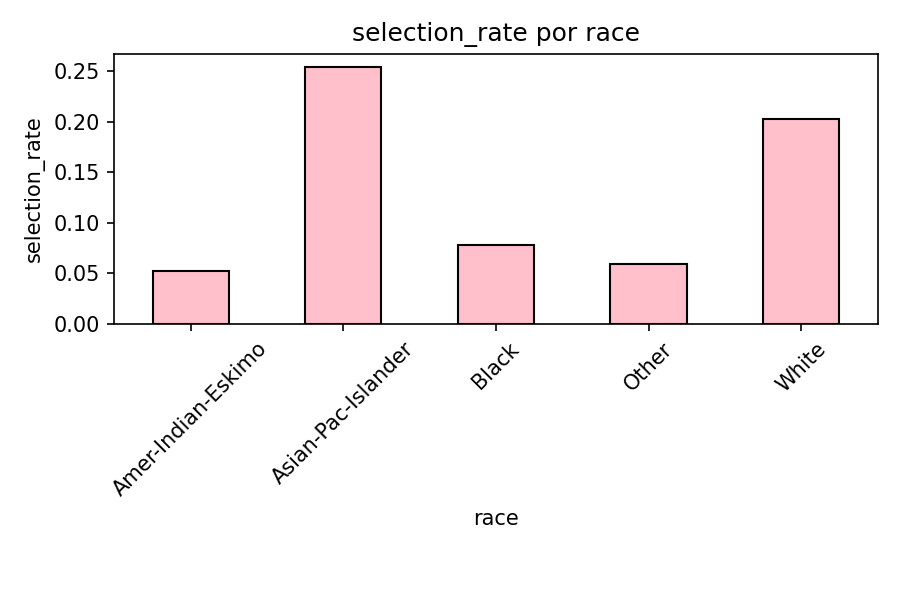 selection_rate por race
selection_rate
0.25
0.20
0.15
0.10
0.05
0.00
Amer-Indian-Eskimo
Asian-Pac-Islander
Black
Other
White
race